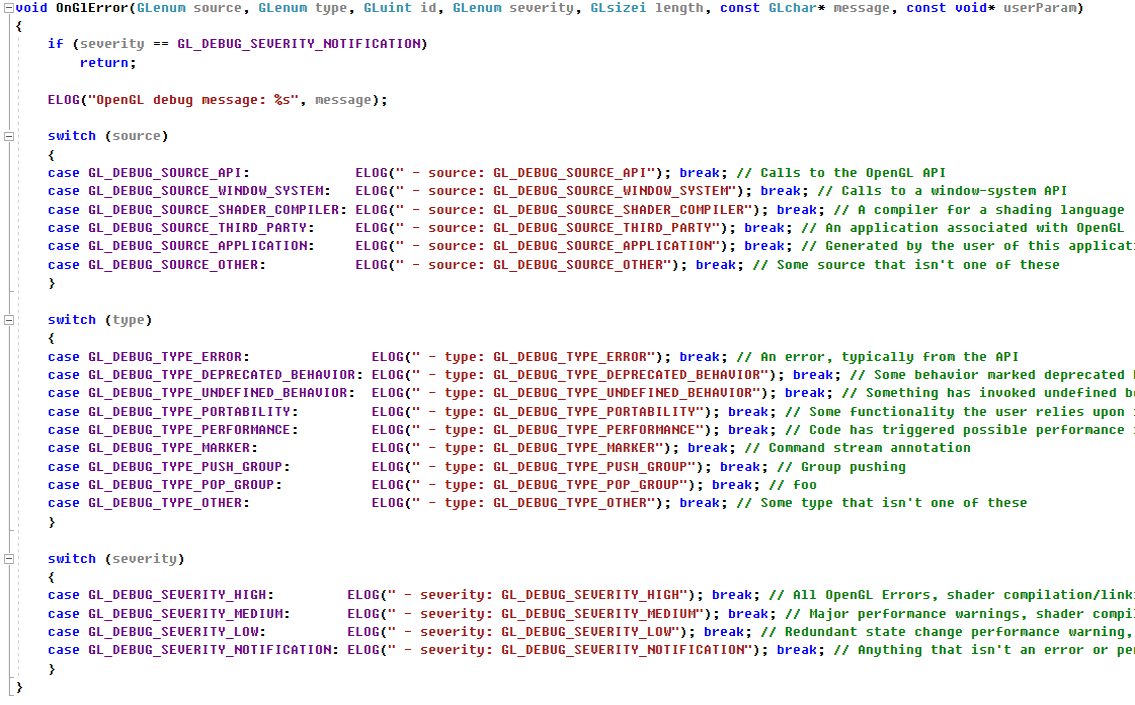 void OnGlError(GLenum source, GLenum type, GLuint id, GLenum severity, GLsizei length, const GLchar* message, const void* userParam)
{
    if (severity == GL_DEBUG_SEVERITY_NOTIFICATION)
        return;

    ELOG("OpenGL debug message: %s", message);

    switch (source)
    {
    case GL_DEBUG_SOURCE_API:             ELOG(" - source: GL_DEBUG_SOURCE_API"); break; // Calls to the OpenGL API
    case GL_DEBUG_SOURCE_WINDOW_SYSTEM:   ELOG(" - source: GL_DEBUG_SOURCE_WINDOW_SYSTEM"); break; // Calls to a window-system API
    case GL_DEBUG_SOURCE_SHADER_COMPILER: ELOG(" - source: GL_DEBUG_SOURCE_SHADER_COMPILER"); break; // A compiler for a shading language
    case GL_DEBUG_SOURCE_THIRD_PARTY:     ELOG(" - source: GL_DEBUG_SOURCE_THIRD_PARTY"); break; // An application associated with OpenGL
    case GL_DEBUG_SOURCE_APPLICATION:     ELOG(" - source: GL_DEBUG_SOURCE_APPLICATION"); break; // Generated by the user of this applicati
    case GL_DEBUG_SOURCE_OTHER:           ELOG(" - source: GL_DEBUG_SOURCE_OTHER"); break; // Some source that isn't one of these
    }

    switch (type)
    {
    case GL_DEBUG_TYPE_ERROR:               ELOG(" - type: GL_DEBUG_TYPE_ERROR"); break; // An error, typically from the API
    case GL_DEBUG_TYPE_DEPRECATED_BEHAVIOR: ELOG(" - type: GL_DEBUG_TYPE_DEPRECATED_BEHAVIOR"); break; // Some behavior marked deprecated
    case GL_DEBUG_TYPE_UNDEFINED_BEHAVIOR:  ELOG(" - type: GL_DEBUG_TYPE_UNDEFINED_BEHAVIOR"); break; // Something has invoked undefined be
    case GL_DEBUG_TYPE_PORTABILITY:         ELOG(" - type: GL_DEBUG_TYPE_PORTABILITY"); break; // Some functionality the user relies upon
    case GL_DEBUG_TYPE_PERFORMANCE:         ELOG(" - type: GL_DEBUG_TYPE_PERFORMANCE"); break; // Code has triggered possible performance
    case GL_DEBUG_TYPE_MARKER:              ELOG(" - type: GL_DEBUG_TYPE_MARKER"); break; // Command stream annotation
    case GL_DEBUG_TYPE_PUSH_GROUP:          ELOG(" - type: GL_DEBUG_TYPE_PUSH_GROUP"); break; // Group pushing
    case GL_DEBUG_TYPE_POP_GROUP:           ELOG(" - type: GL_DEBUG_TYPE_POP_GROUP"); break; // foo
    case GL_DEBUG_TYPE_OTHER:               ELOG(" - type: GL_DEBUG_TYPE_OTHER"); break; // Some type that isn't one of these
    }

    switch (severity)
    {
    case GL_DEBUG_SEVERITY_HIGH:         ELOG(" - severity: GL_DEBUG_SEVERITY_HIGH"); break; // All OpenGL Errors, shader compilation/linki
    case GL_DEBUG_SEVERITY_MEDIUM:       ELOG(" - severity: GL_DEBUG_SEVERITY_MEDIUM"); break; // Major performance warnings, shader compil
    case GL_DEBUG_SEVERITY_LOW:          ELOG(" - severity: GL_DEBUG_SEVERITY_LOW"); break; // Redundant state change performance warning,
    case GL_DEBUG_SEVERITY_NOTIFICATION: ELOG(" - severity: GL_DEBUG_SEVERITY_NOTIFICATION"); break; // Anything that isn't an error or per
    }
}